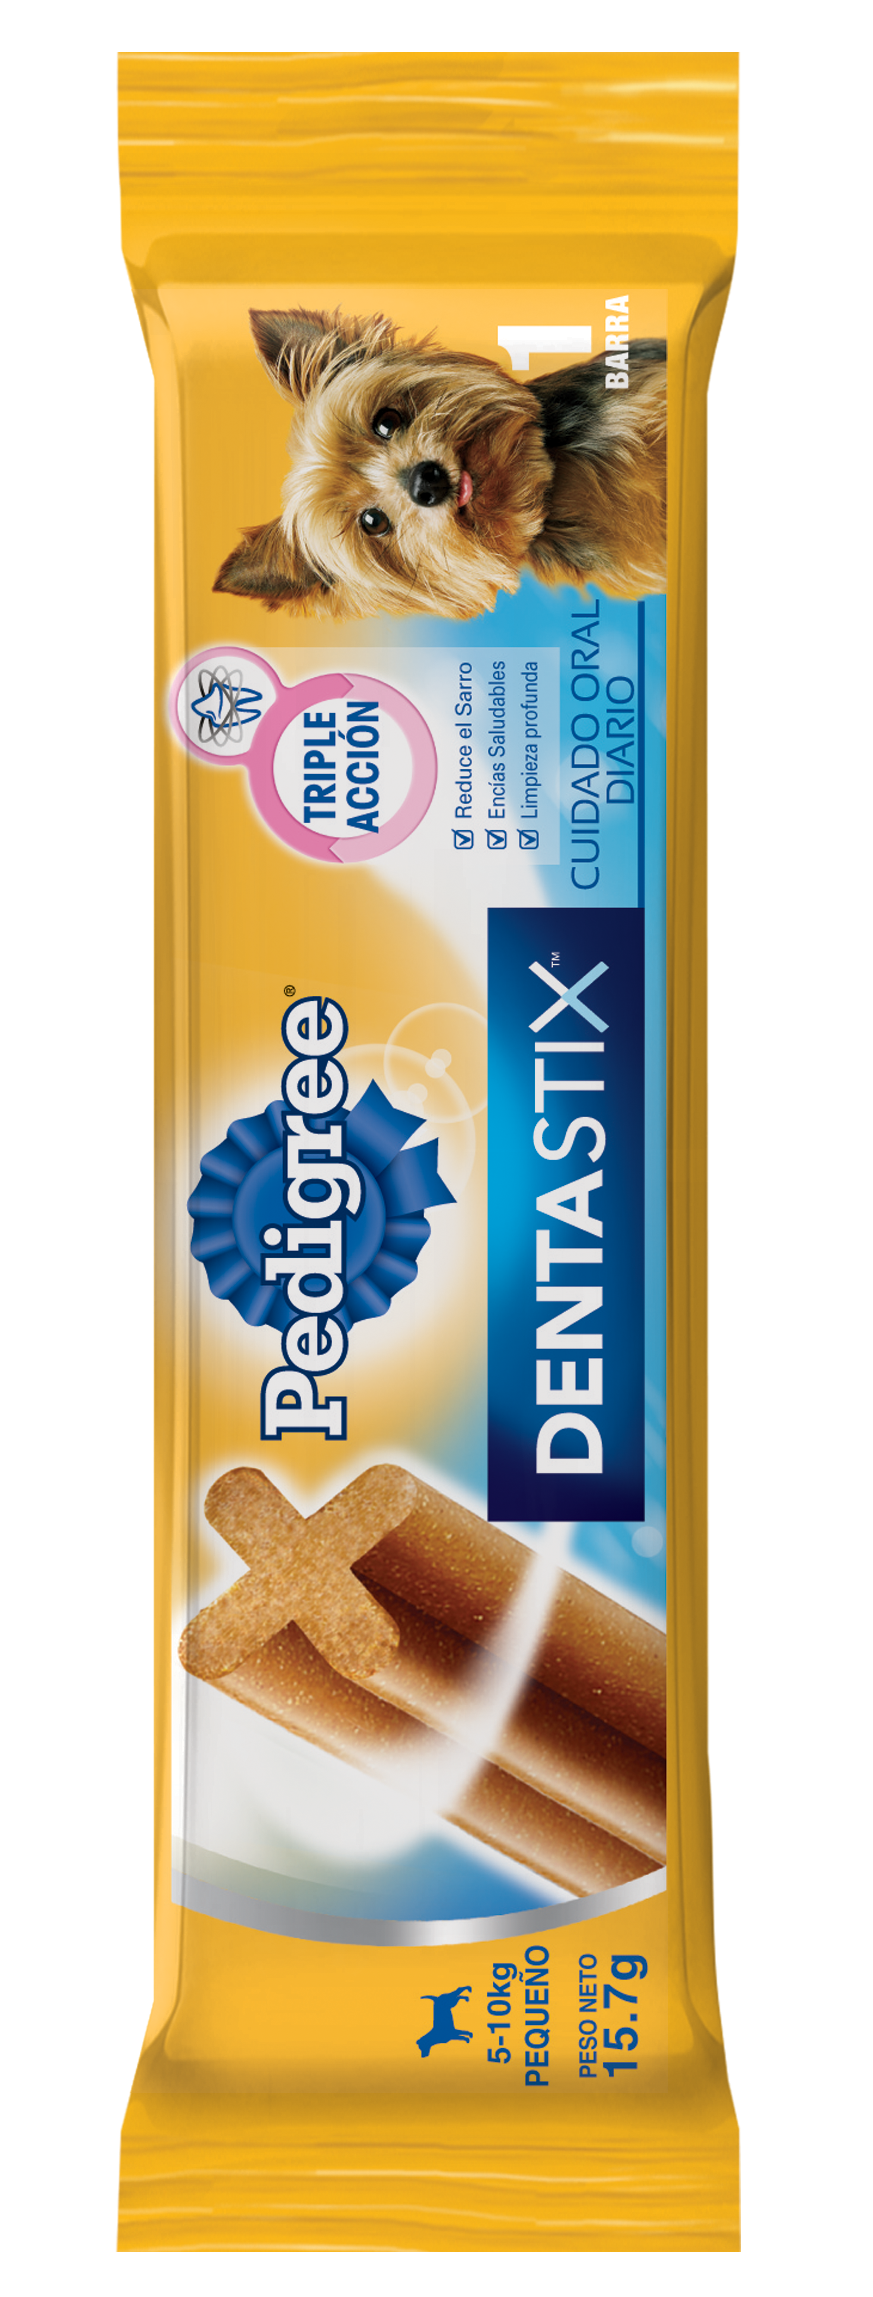 5-10kg
PEQUEÑO
PESO NETO
15.7g
Pedigree®
DENTASTIX™
TRIPLE
ACCIÓN
Reduce el Sarro
Encías Saludables
Limpieza profunda
CUIDADO ORAL
DIARIO
1
BARRA